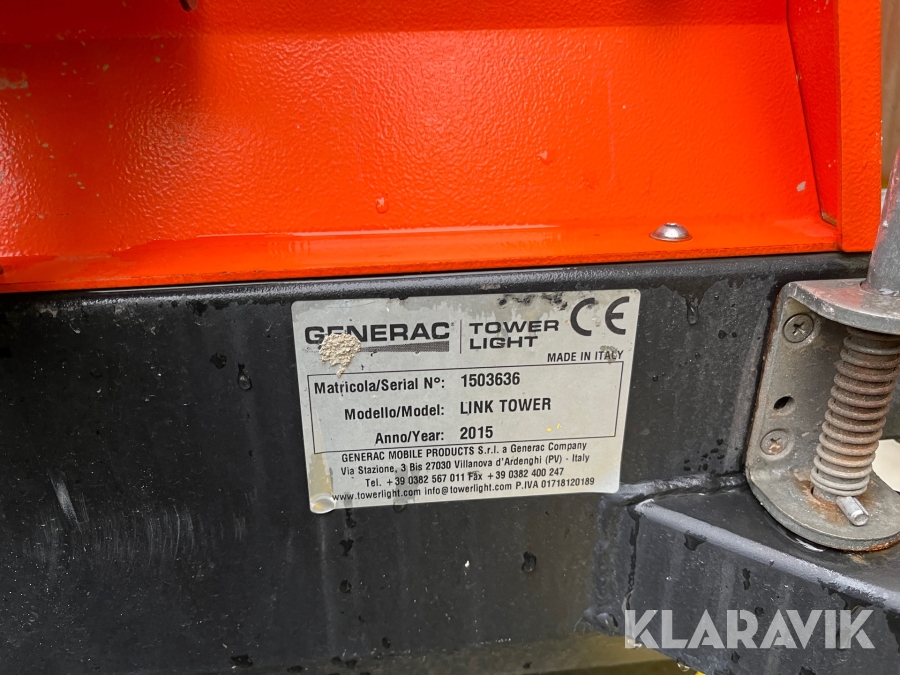 GENERAC
TOWER
LIGHT
CE
MADE IN ITALY
Matricola/Serial N°: 1503636
Modello/Model: LINK TOWER
Anno/Year: 2015
GENERAC MOBILE PRODUCTS S.r.l. a Generac Company
Via Stazione, 3 Bis 27030 Villanova d'Ardenghi (PV) - Italy
Tel. +39 0382 567 011 Fax +39 0382 400 247
www.towerlight.com info@towerlight.com P.IVA 01718120189
KLARAVIK